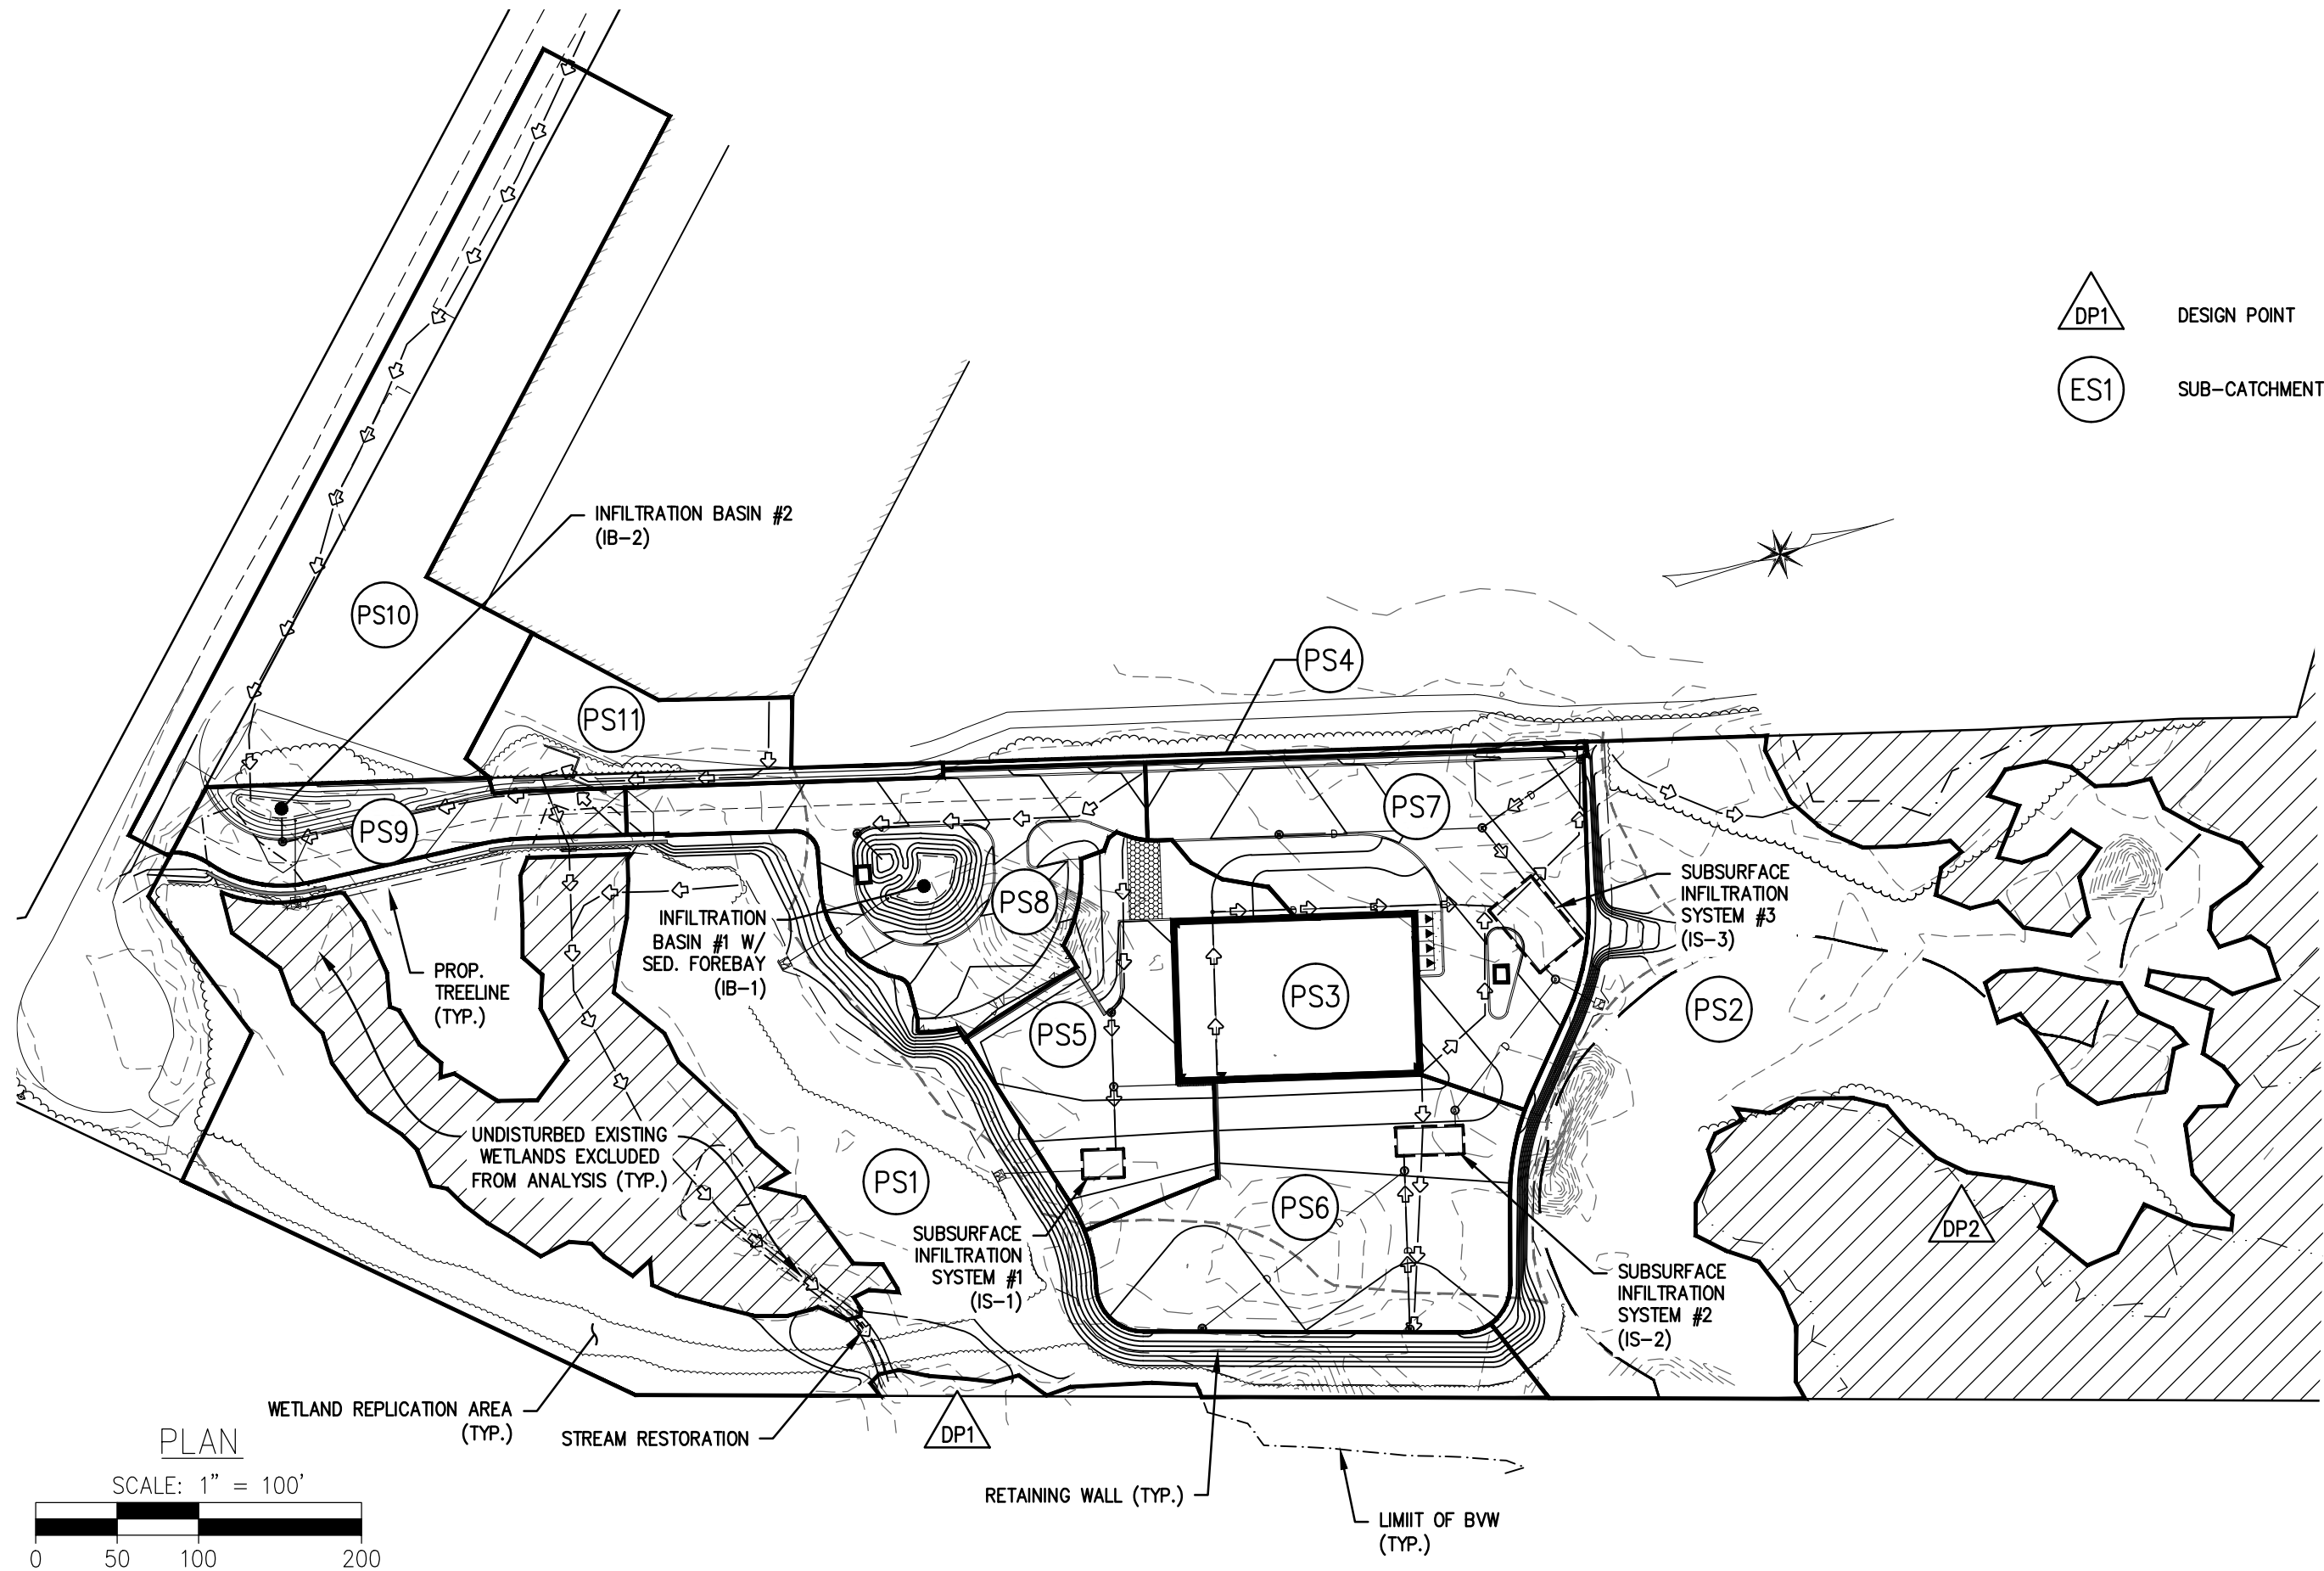 DP1
DESIGN POINT
ES1
SUB-CATCHMENT
INFILTRATION BASIN #2
(IB-2)
PS10
PS11
PS4
PS9
PS7
PS8
SUBSURFACE
INFILTRATION
SYSTEM #3
(IS-3)
INFILTRATION
BASIN #1 W/
SED. FOREBAY
(IB-1)
PROP.
TREELINE
(TYP.)
PS5
PS3
PS2
UNDISTURBED EXISTING
WETLANDS EXCLUDED
FROM ANALYSIS (TYP.)
PS1
PS6
DP2
SUBSURFACE
INFILTRATION
SYSTEM #1
(IS-1)
SUBSURFACE
INFILTRATION
SYSTEM #2
(IS-2)
WETLAND REPLICATION AREA
(TYP.)
STREAM RESTORATION
DP1
RETAINING WALL (TYP.)
LIMIIT OF BVW
(TYP.)
PLAN
SCALE: 1" = 100'
0 50 100 200